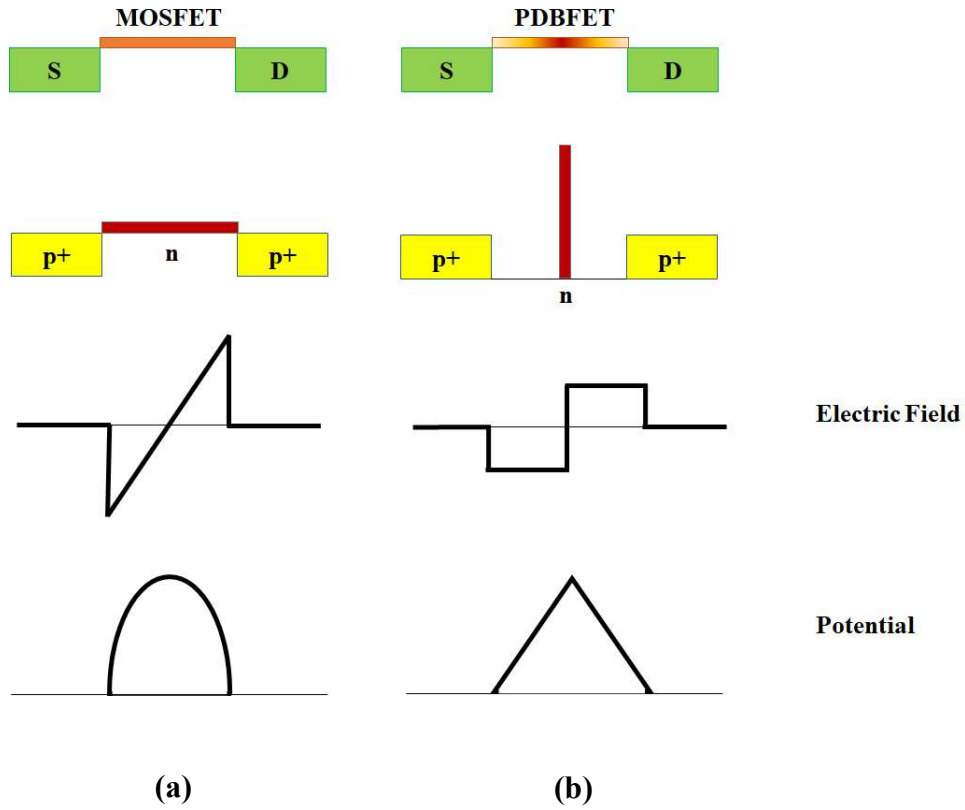 MOSFET
PDBFET
S
D
S
D
p+
n
p+
p+
n
p+
Electric Field
Potential
(a)
(b)